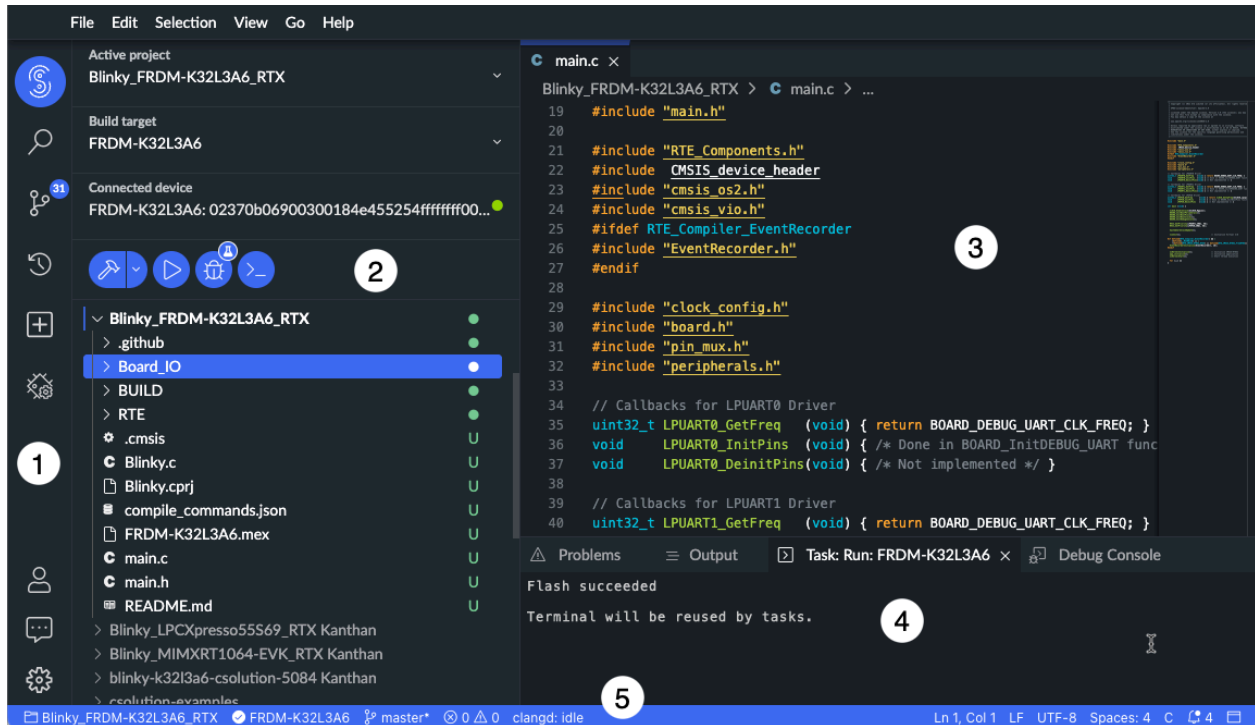 File Edit Selection View Go Help
Active project
Blinky_FRDM-K32L3A6_RTX
Build target
FRDM-K32L3A6
31
Connected device
FRDM-K32L3A6: 02370b06900300184e455254ffffffff00...
2
Blinky_FRDM-K32L3A6_RTX
.github
Board_IO
BUILD
RTE
.cmsis U
1
Blinky.c U
Blinky.cprj U
compile_commands.json U
FRDM-K32L3A6.mex U
main.c U
main.h U
README.md U
Blinky_LPCXpresso55S69_RTX Kanthan
Blinky_MIMXRT1064-EVK_RTX Kanthan
blinky-k32l3a6-csolution-5084 Kanthan
csolution-examples
C main.c ×
Blinky_FRDM-K32L3A6_RTX > C main.c > ...
19 #include "main.h"
20
21 #include "RTE_Components.h"
22 #include CMSIS_device_header
23 #include "cmsis_os2.h"
24 #include "cmsis_vio.h"
25 #ifdef RTE_Compiler_EventRecorder
26 #include "EventRecorder.h"
27 #endif
28
3
29 #include "clock_config.h"
30 #include "board.h"
31 #include "pin_mux.h"
32 #include "peripherals.h"
33
34 // Callbacks for LPUART0 Driver
35 uint32_t LPUART0_GetFreq (void) { return BOARD_DEBUG_UART_CLK_FREQ; }
36 void LPUART0_InitPins (void) { /* Done in BOARD_InitDEBUG_UART func
37 void LPUART0_DeinitPins(void) { /* Not implemented */ }
38
39 // Callbacks for LPUART1 Driver
40 uint32_t LPUART1_GetFreq (void) { return BOARD_DEBUG_UART_CLK_FREQ; }
Problems Output Task: Run: FRDM-K32L3A6 × Debug Console
Flash succeeded
Terminal will be reused by tasks.
4
5
Blinky_FRDM-K32L3A6_RTX FRDM-K32L3A6 master* 0 0 clangd: idle Ln 1, Col 1 LF UTF-8 Spaces: 4 C 4